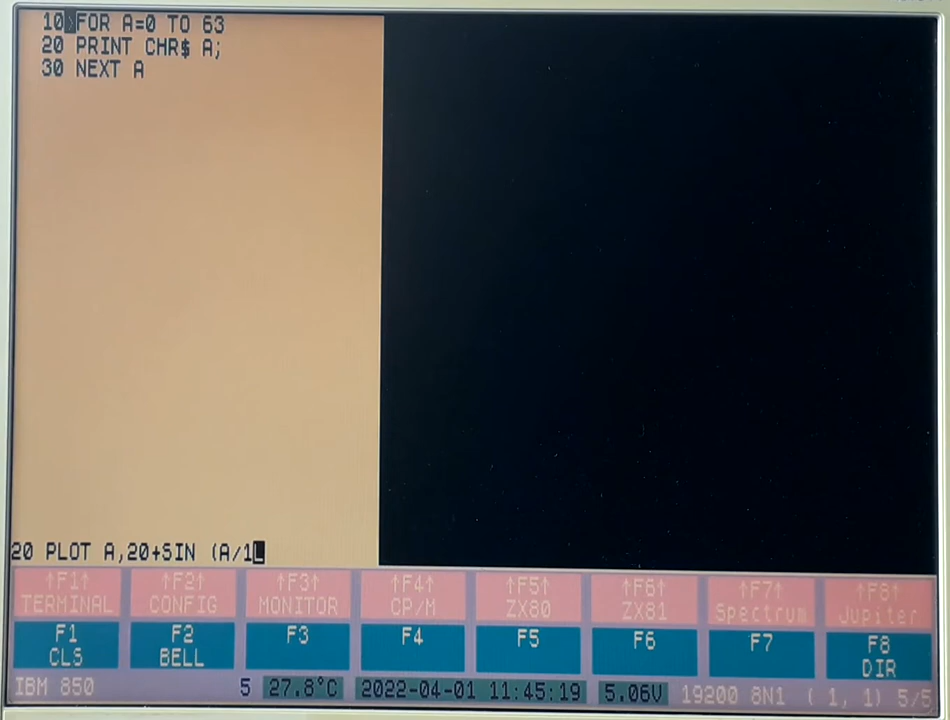 10 FOR A=0 TO 63
20 PRINT CHR$ A;
30 NEXT A
20 PLOT A,20+SIN (A/1L
↑F1↑ ↑F2↑ ↑F3↑ ↑F4↑ ↑F5↑ ↑F6↑ ↑F7↑ ↑F8↑
TERMINAL CONFIG MONITOR CP/M ZX80 ZX81 Spectrum Jupiter
F1 F2 F3 F4 F5 F6 F7 F8
CLS BELL DIR
IBM 850 5 27.8°C 2022-04-01 11:45:19 5.06V 19200 8N1 ( 1, 1) 5/5